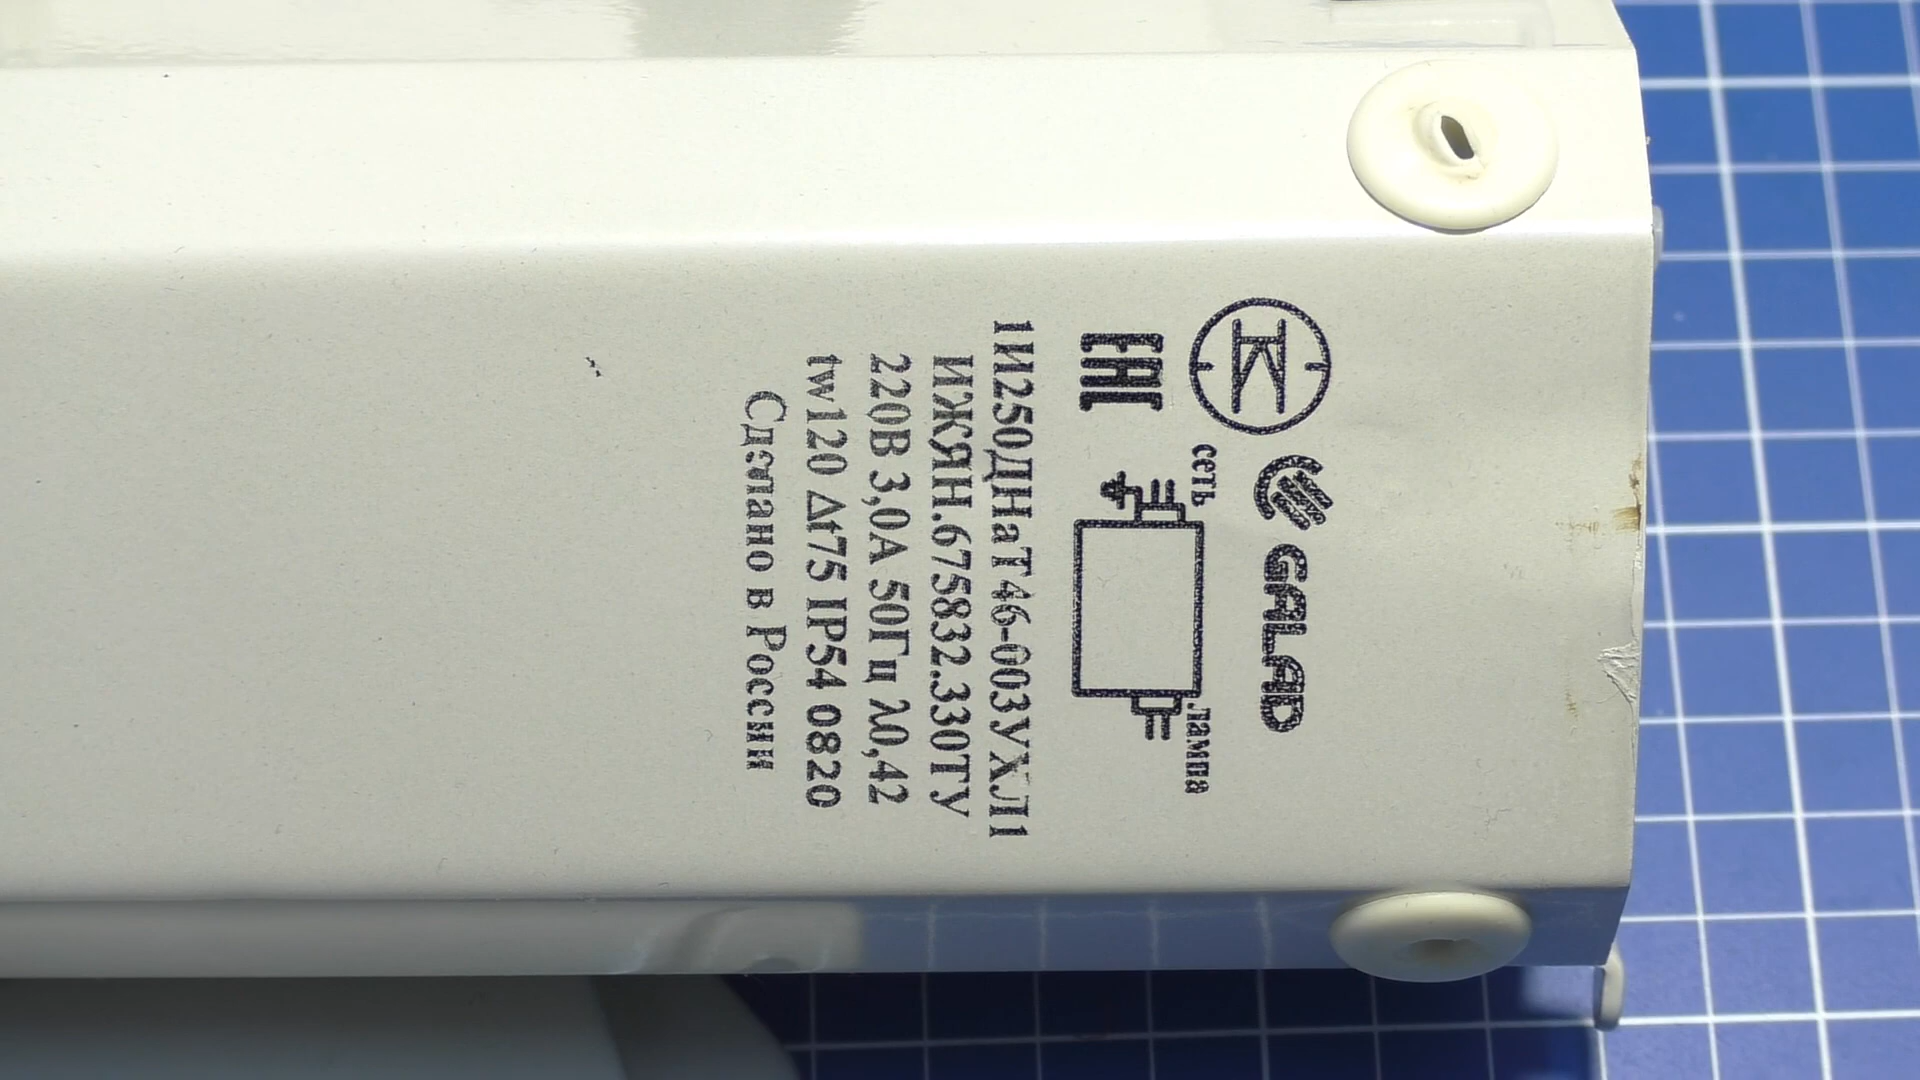 GALAD
EAC
сеть
лампа
1И250ДНаТ46-003УХЛ1
ИЖЯН.675832.330ТУ
220В 3,0А 50Гц λ0,42
tw120 Δt75 IP54 0820
Сделано в России